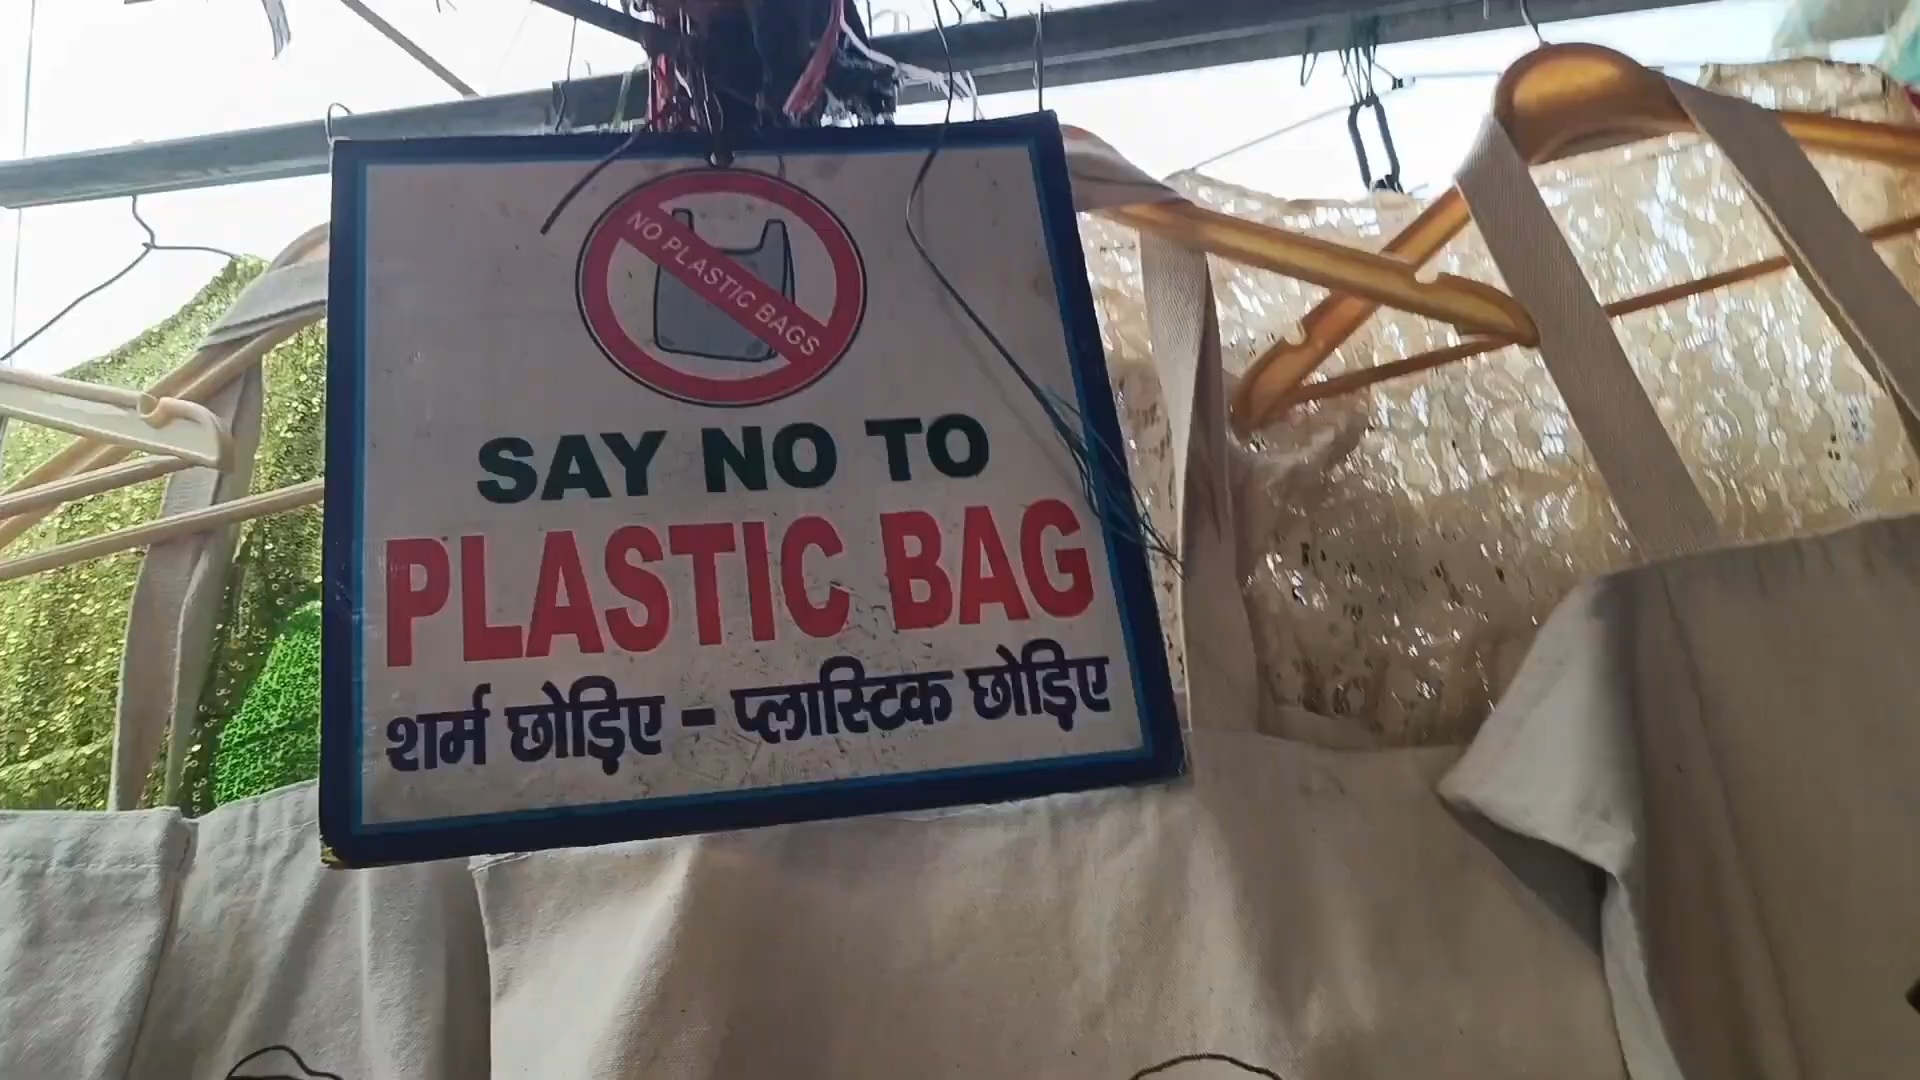 NO PLASTIC BAGS
SAY NO TO
PLASTIC BAG
शर्म छोड़िए - प्लास्टिक छोड़िए